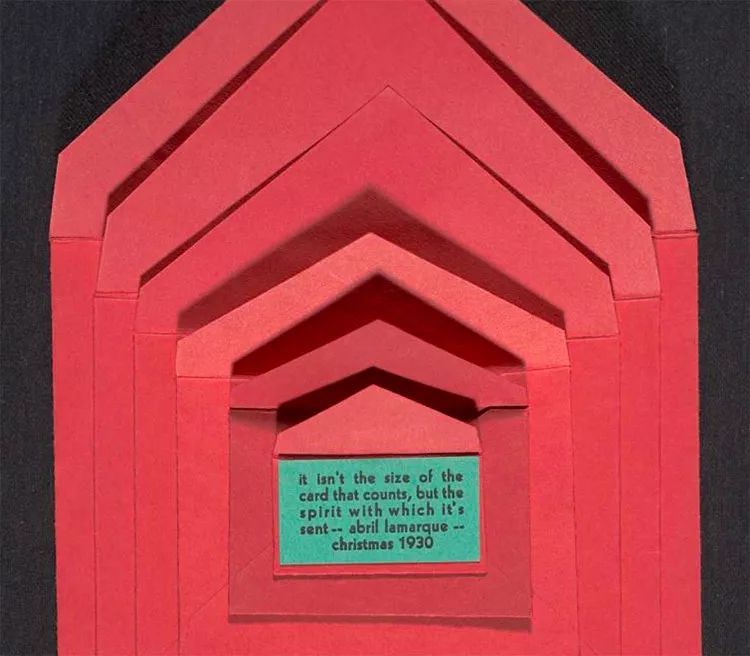 it isn't the size of the
card that counts, but the
spirit with which it's
sent-- abril lamarque --
christmas 1930